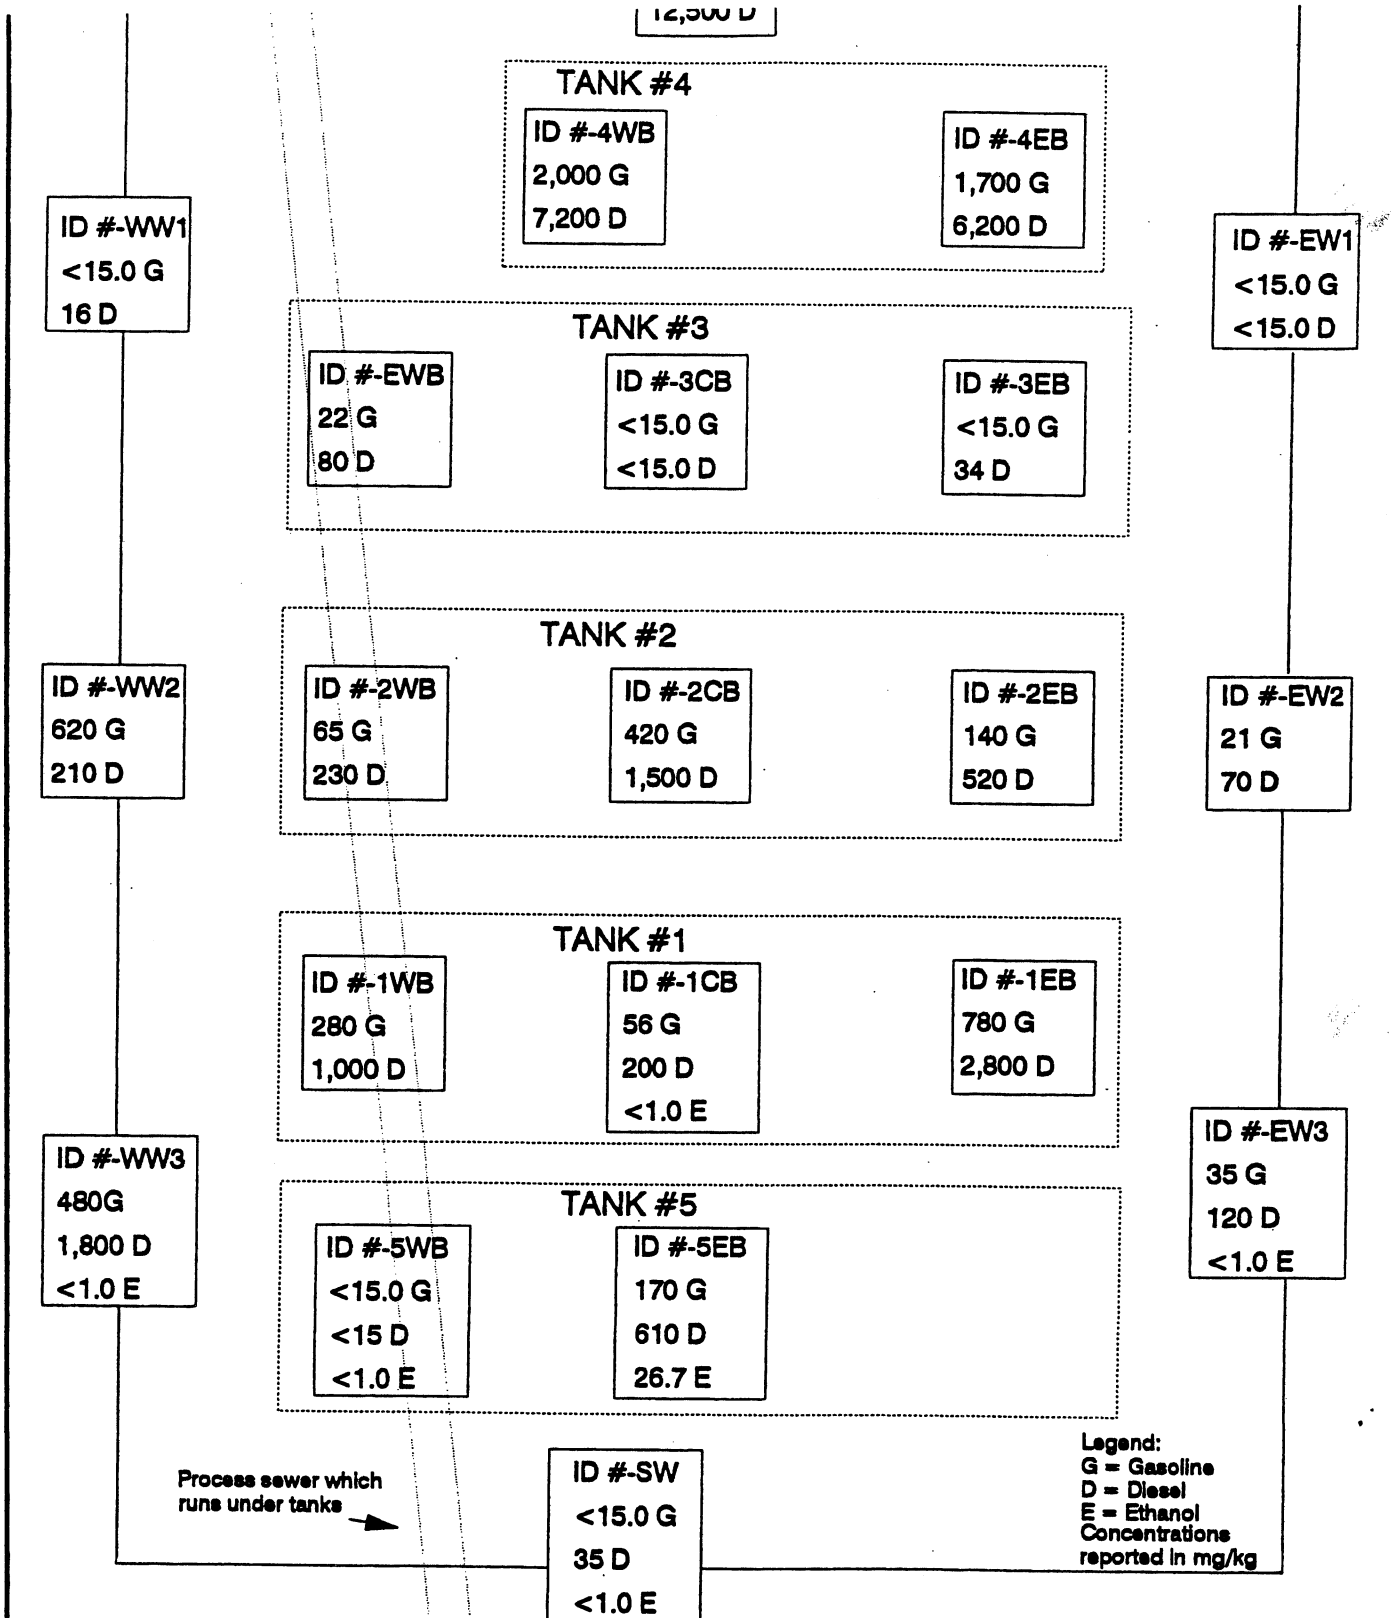 12,500 D
TANK #4
ID #-4WB
2,000 G
7,200 D
ID #-4EB
1,700 G
6,200 D
ID #-WW1
<15.0 G
16 D
ID #-EW1
<15.0 G
<15.0 D
TANK #3
ID #-EWB
22 G
80 D
ID #-3CB
<15.0 G
<15.0 D
ID #-3EB
<15.0 G
34 D
TANK #2
ID #-WW2
620 G
210 D
ID #-2WB
65 G
230 D
ID #-2CB
420 G
1,500 D
ID #-2EB
140 G
520 D
ID #-EW2
21 G
70 D
TANK #1
ID #-1WB
280 G
1,000 D
ID #-1CB
56 G
200 D
<1.0 E
ID #-1EB
780 G
2,800 D
ID #-WW3
480G
1,800 D
<1.0 E
ID #-EW3
35 G
120 D
<1.0 E
TANK #5
ID #-5WB
<15.0 G
<15 D
<1.0 E
ID #-5EB
170 G
610 D
26.7 E
Process sewer which
runs under tanks
ID #-SW
<15.0 G
35 D
<1.0 E
Legend:
G = Gasoline
D = Diesel
E = Ethanol
Concentrations
reported in mg/kg